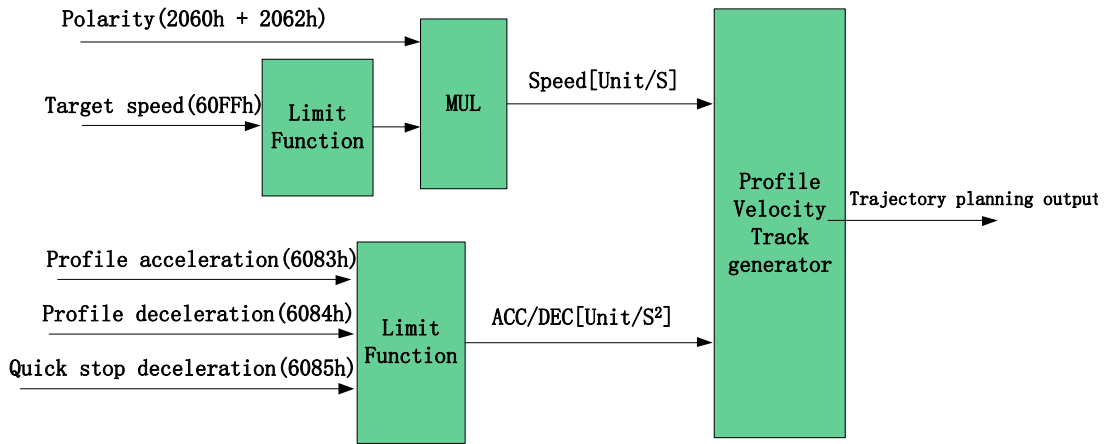 Polarity(2060h + 2062h)
Target speed(60FFh)
Limit
Function
MUL
Speed[Unit/S]
Profile
Velocity
Track
generator
Trajectory planning output
Profile acceleration(6083h)
Profile deceleration(6084h)
Quick stop deceleration(6085h)
Limit
Function
ACC/DEC[Unit/S²]